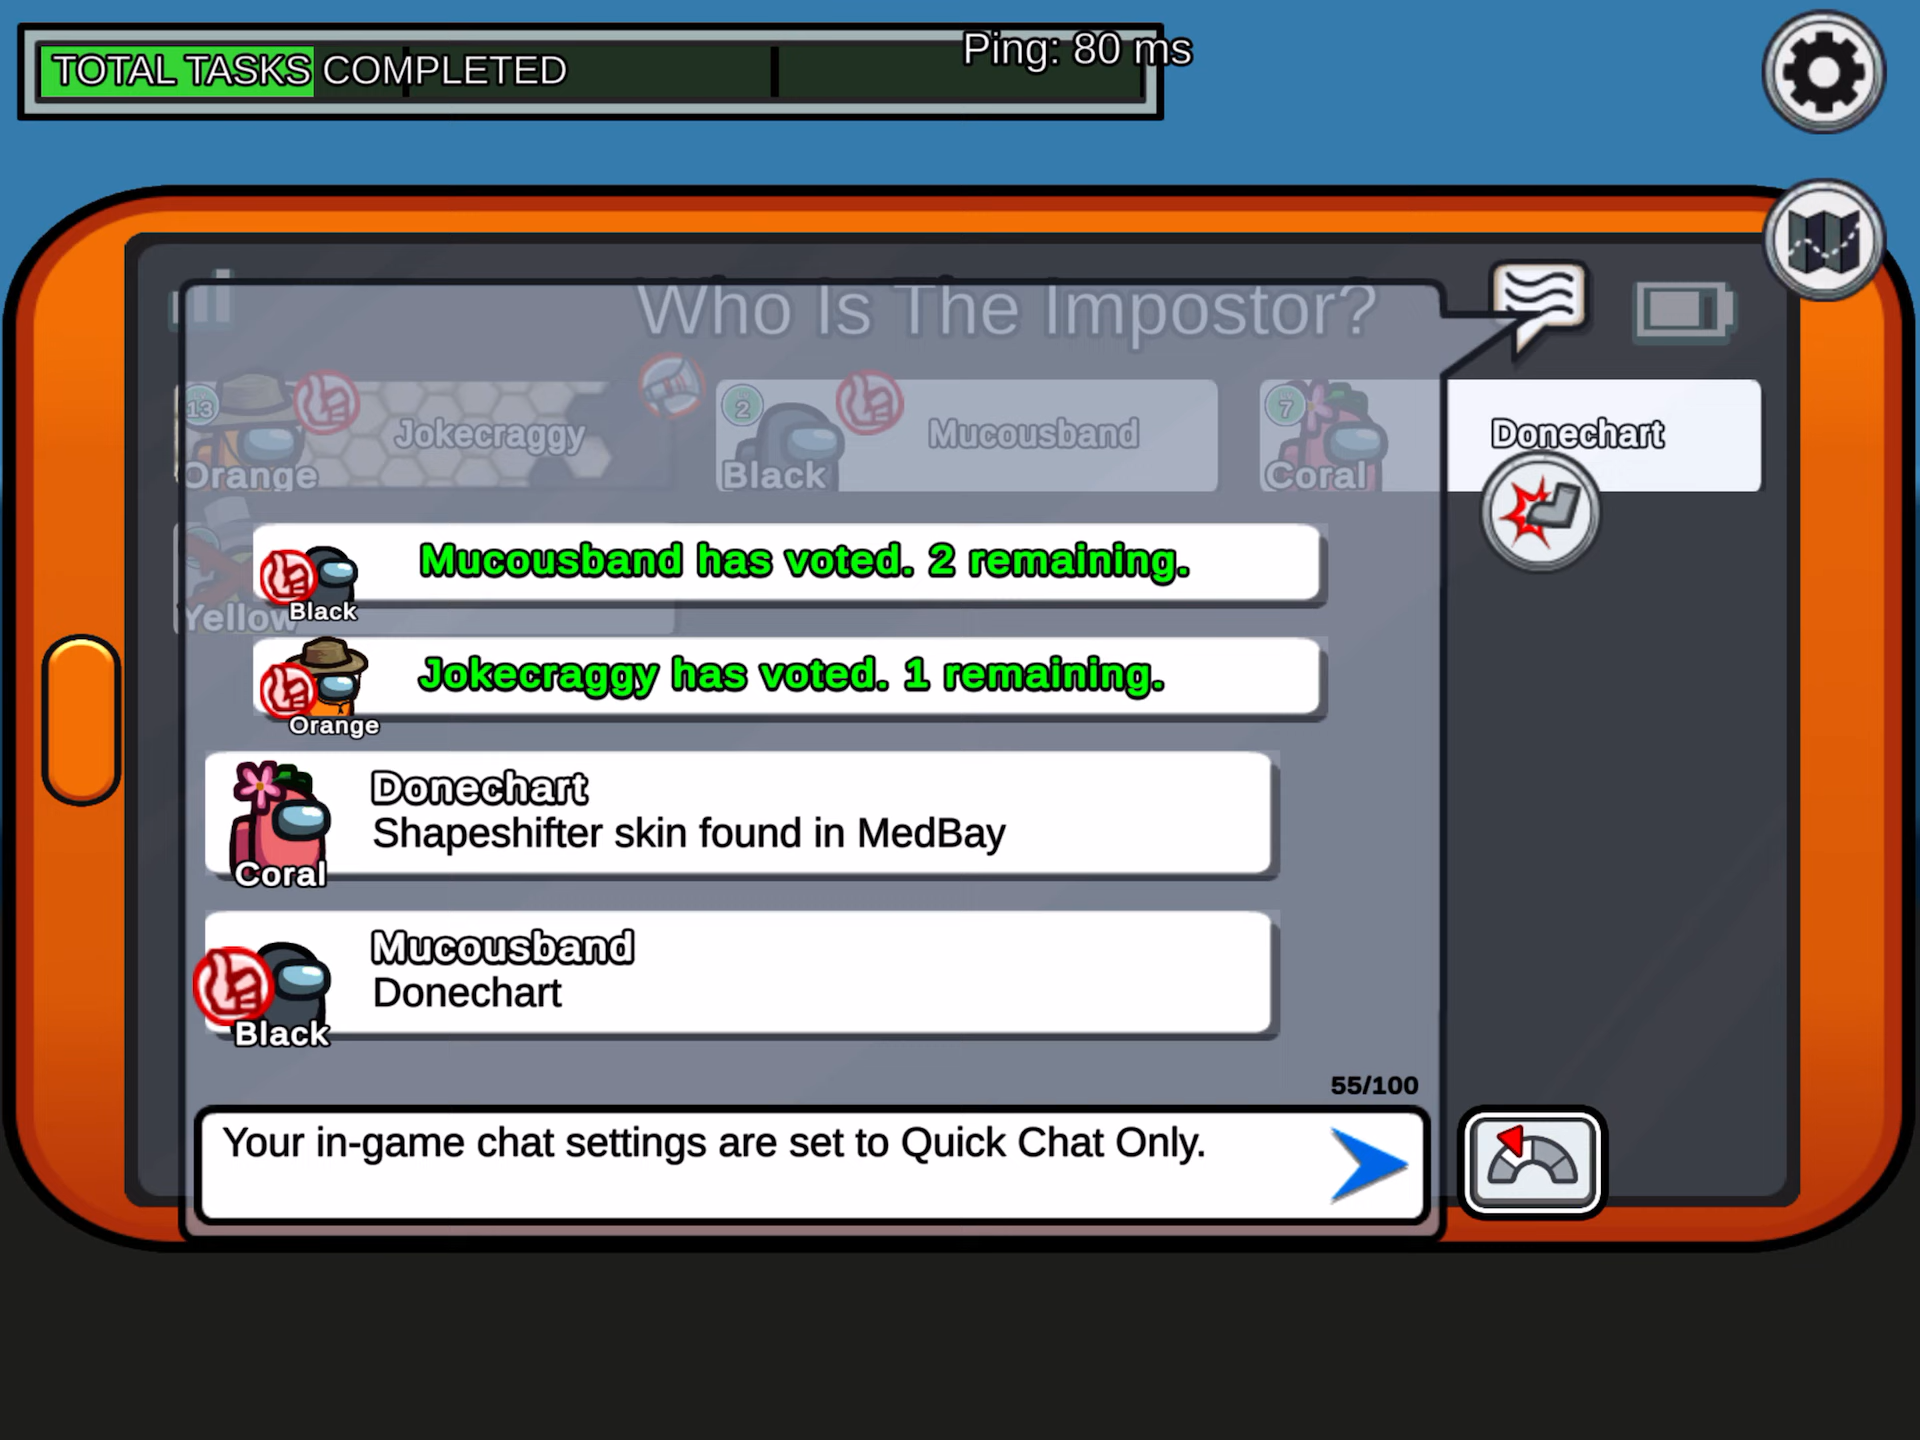 TOTAL TASKS COMPLETED
Ping: 80 ms
Who Is The Impostor?
13
Jokecraggy
Orange
2
Mucousband
Black
7
Donechart
Coral
Yellow
Mucousband has voted. 2 remaining.
Black
Jokecraggy has voted. 1 remaining.
Orange
Donechart
Shapeshifter skin found in MedBay
Coral
Mucousband
Donechart
Black
55/100
Your in-game chat settings are set to Quick Chat Only.